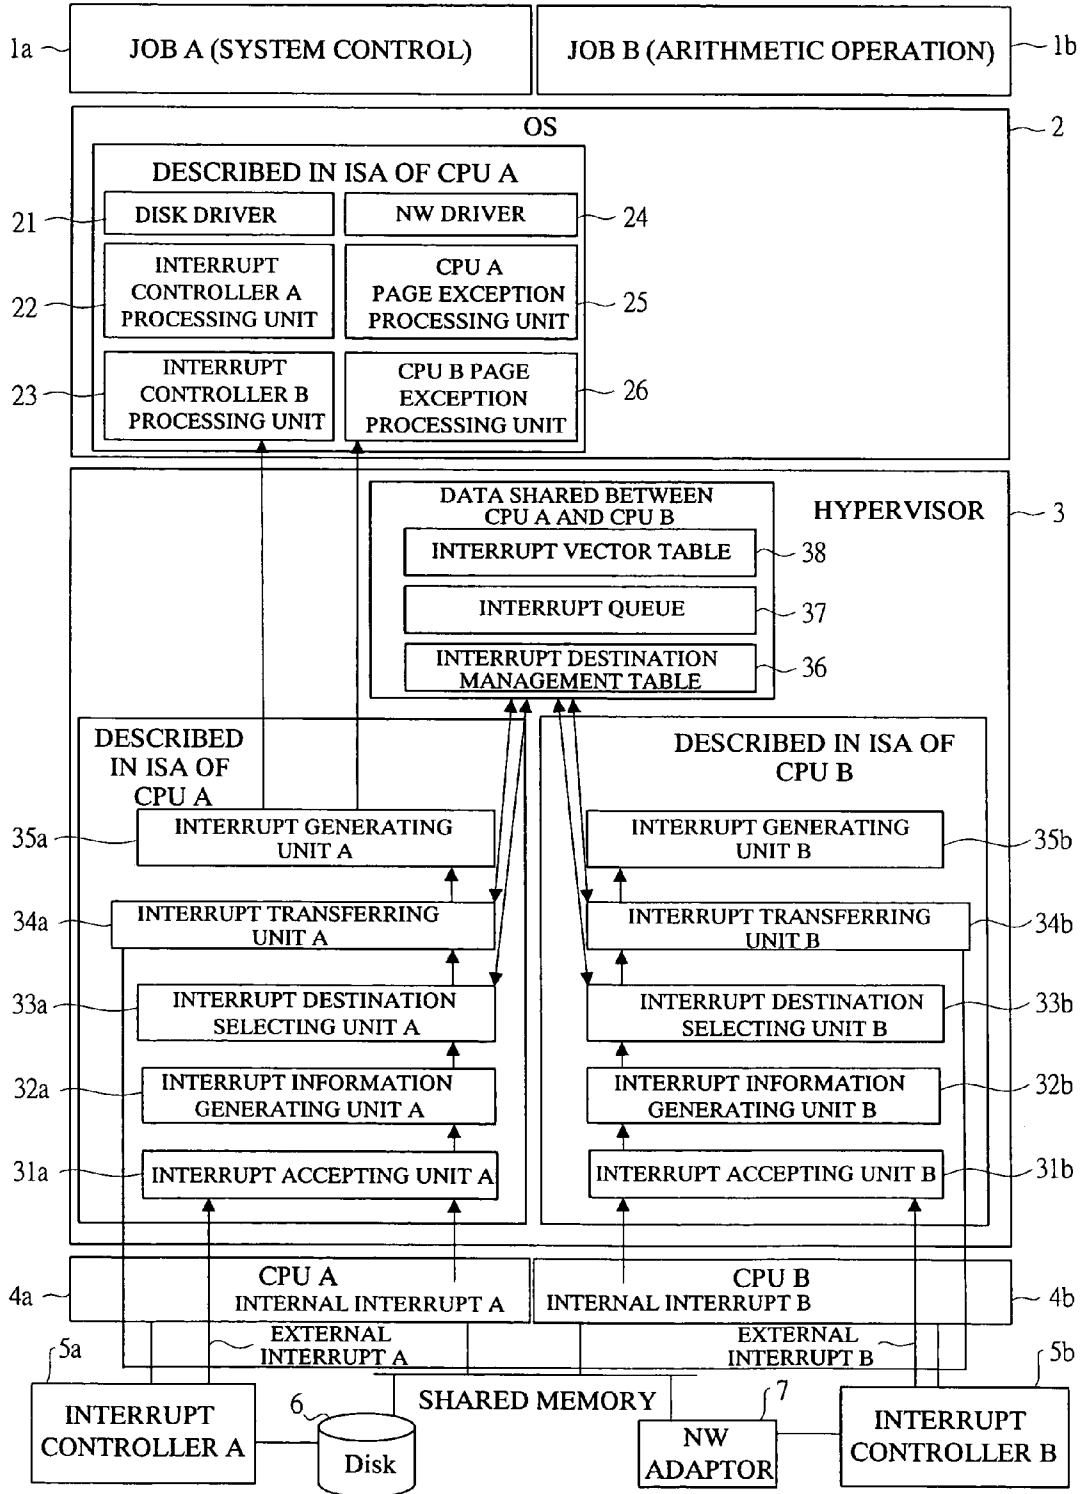 1a
JOB A (SYSTEM CONTROL)
JOB B (ARITHMETIC OPERATION)
1b
OS
2
DESCRIBED IN ISA OF CPU A
21
DISK DRIVER
NW DRIVER
24
22
INTERRUPT
CONTROLLER A
PROCESSING UNIT
CPU A
PAGE EXCEPTION
PROCESSING UNIT
25
23
INTERRUPT
CONTROLLER B
PROCESSING UNIT
CPU B PAGE
EXCEPTION
PROCESSING UNIT
26
DATA SHARED BETWEEN
CPU A AND CPU B
HYPERVISOR
3
INTERRUPT VECTOR TABLE
38
INTERRUPT QUEUE
37
INTERRUPT DESTINATION
MANAGEMENT TABLE
36
DESCRIBED
IN ISA OF
CPU A
DESCRIBED IN ISA OF
CPU B
35a
INTERRUPT GENERATING
UNIT A
INTERRUPT GENERATING
UNIT B
35b
34a
INTERRUPT TRANSFERRING
UNIT A
INTERRUPT TRANSFERRING
UNIT B
34b
33a
INTERRUPT DESTINATION
SELECTING UNIT A
INTERRUPT DESTINATION
SELECTING UNIT B
33b
32a
INTERRUPT INFORMATION
GENERATING UNIT A
INTERRUPT INFORMATION
GENERATING UNIT B
32b
31a
INTERRUPT ACCEPTING UNIT A
INTERRUPT ACCEPTING UNIT B
31b
4a
CPU A
INTERNAL INTERRUPT A
CPU B
INTERNAL INTERRUPT B
4b
EXTERNAL
INTERRUPT A
EXTERNAL
INTERRUPT B
5a
INTERRUPT
CONTROLLER A
6
Disk
SHARED MEMORY
7
NW
ADAPTOR
5b
INTERRUPT
CONTROLLER B